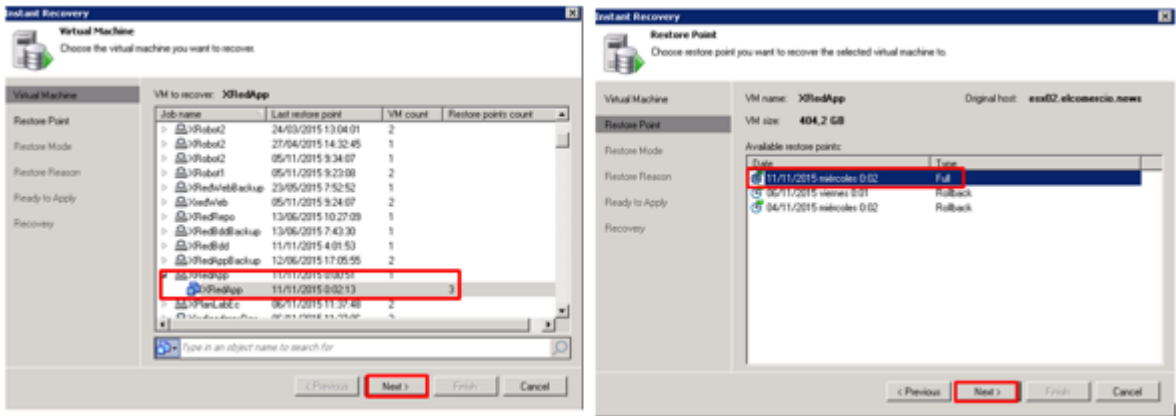 Instant Recovery
Virtual Machine
Choose the virtual machine you want to recover.
Virtual Machine
Restore Point
Restore Mode
Restore Reason
Ready to Apply
Recovery
VM to recover: XRedApp
Job name Last restore point VM count Restore points count
XRobot2 24/03/2015 13:04:01 2
XRobot2 27/04/2015 14:32:45 1
XRobot2 05/11/2015 9:34:07 1
XRobot1 05/11/2015 9:23:08 2
XRedWebBackup 23/05/2015 7:52:52 1
XredWeb 05/11/2015 9:24:07 2
XRedRepo 13/06/2015 10:27:09 1
XRedBddBackup 13/06/2015 7:43:30 1
XRedBdd 11/11/2015 4:01:53 1
XRedAppBackup 12/06/2015 17:05:55 2
XRedApp 11/11/2015 0:00:51 1
XRedApp 11/11/2015 0:02:13 3
XPlanLabEc 06/11/2015 11:37:48 2
Type in an object name to search for
< Previous Next > Finish Cancel
Instant Recovery
Restore Point
Choose restore point you want to recover the selected virtual machine to.
Virtual Machine
Restore Point
Restore Mode
Restore Reason
Ready to Apply
Recovery
VM name: XRedApp Original host: esx02.elcomercio.news
VM size: 404,2 GB
Available restore points:
Date Type
11/11/2015 miércoles 0:02 Full
06/11/2015 viernes 0:01 Rollback
04/11/2015 miércoles 0:02 Rollback
< Previous Next > Finish Cancel